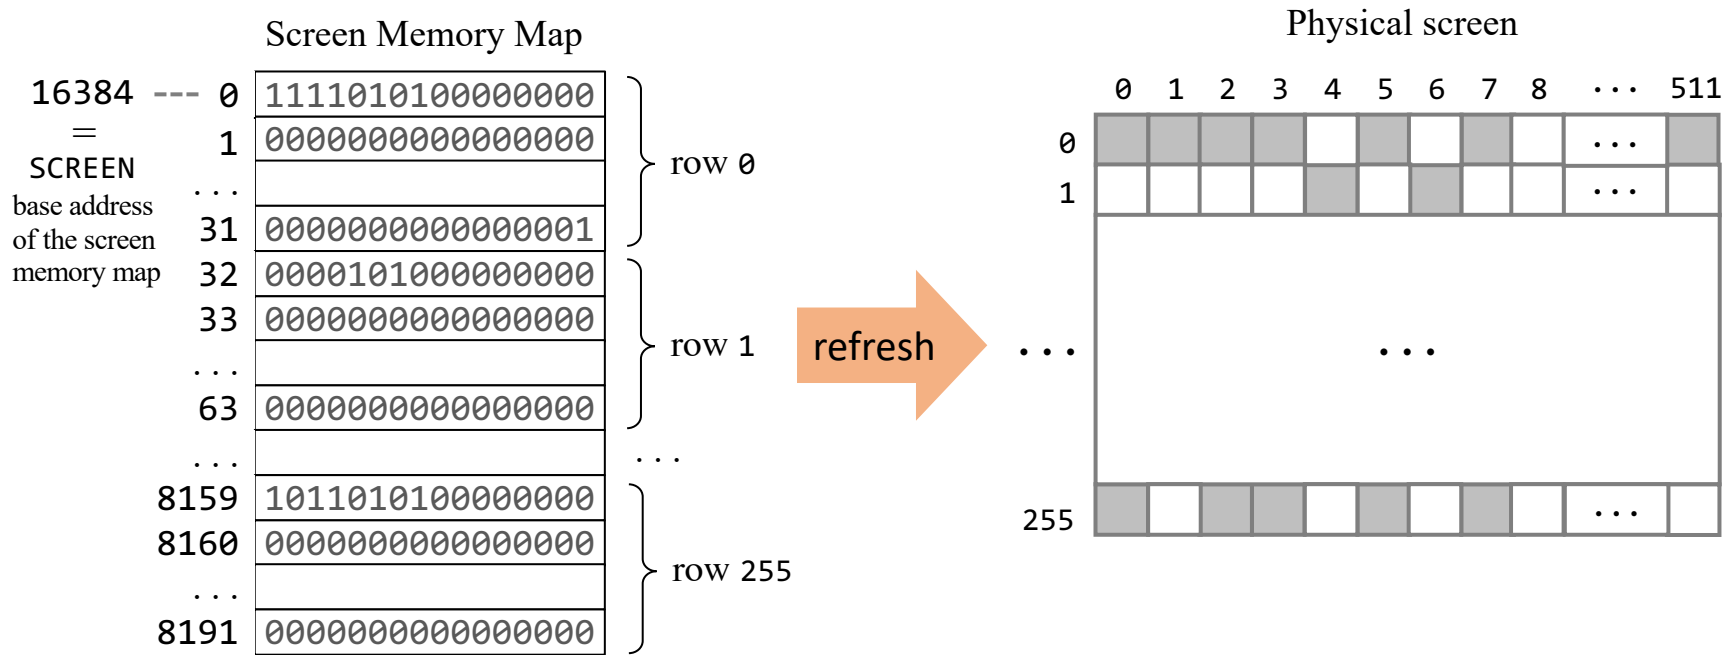 Screen Memory Map
16384 --- 0 1111010100000000
=
SCREEN
base address
of the screen
memory map
1 0000000000000000
...
31 0000000000000001
row 0
32 0000101000000000
33 0000000000000000
...
63 0000000000000000
row 1
...
...
8159 1011010100000000
8160 0000000000000000
...
8191 0000000000000000
row 255
refresh
Physical screen
0 1 2 3 4 5 6 7 8 ... 511
0 ...
1 ...
... ...
255 ...